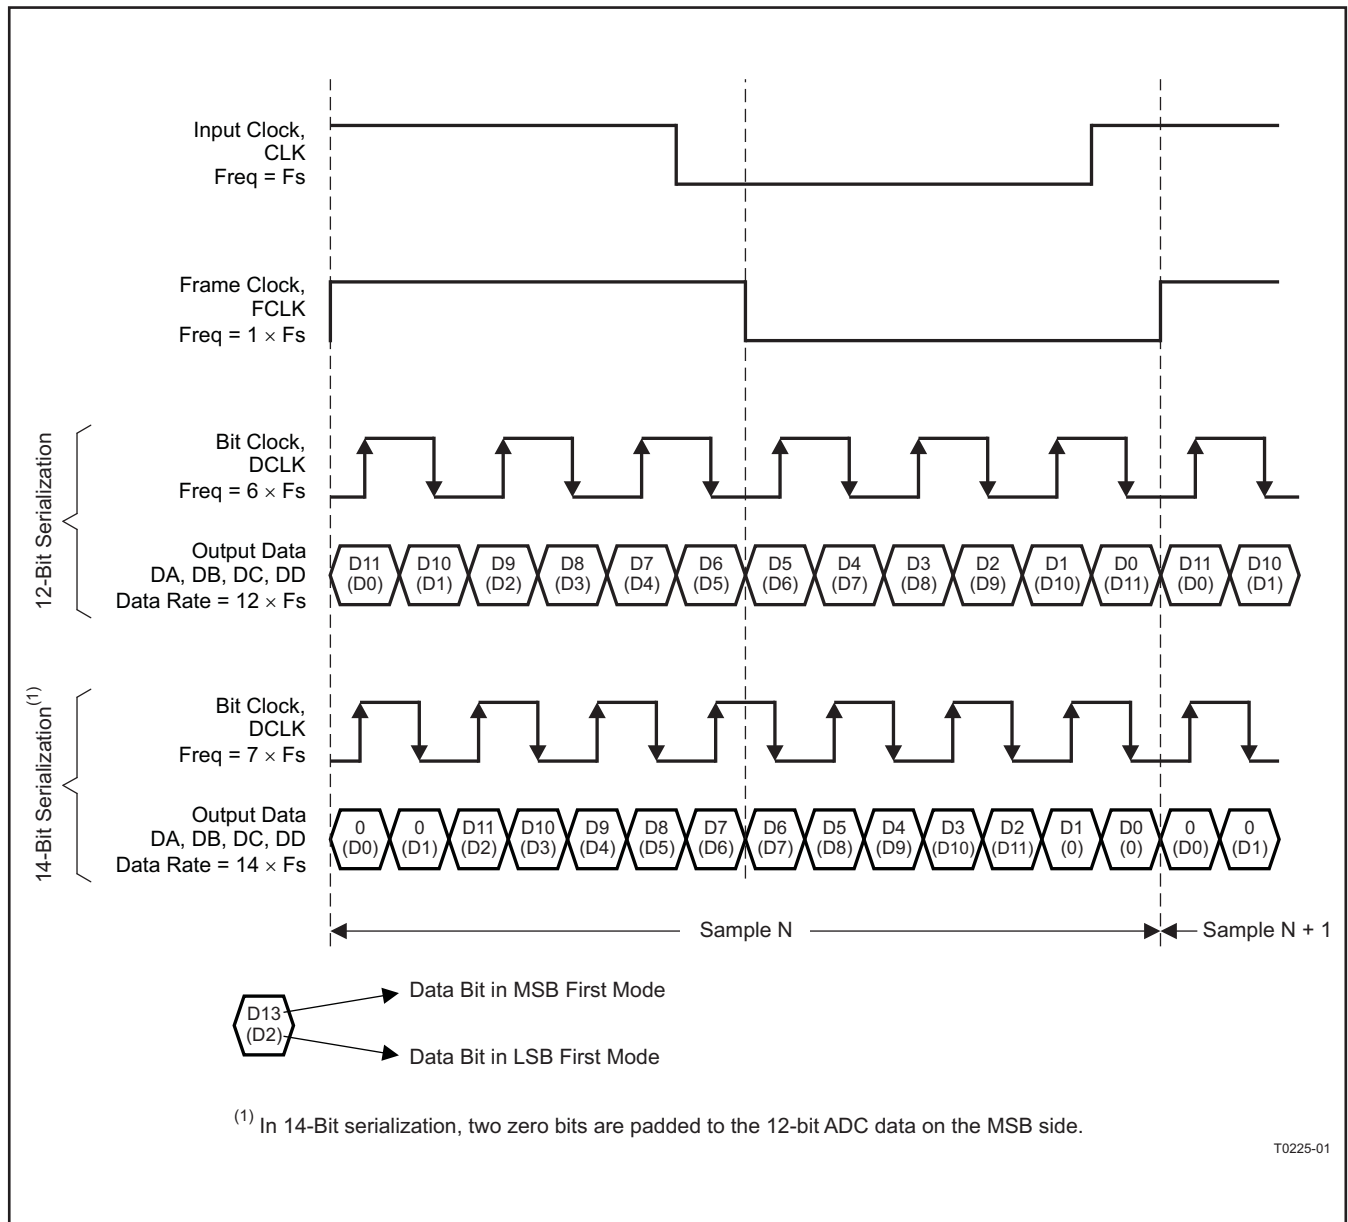 Input Clock,
CLK
Freq = Fs
Frame Clock,
FCLK
Freq = 1 × Fs
12-Bit Serialization
Bit Clock,
DCLK
Freq = 6 × Fs
Output Data
DA, DB, DC, DD
Data Rate = 12 × Fs
D11 D10 D9 D8 D7 D6 D5 D4 D3 D2 D1 D0 D11 D10
(D0) (D1) (D2) (D3) (D4) (D5) (D6) (D7) (D8) (D9) (D10) (D11) (D0) (D1)
14-Bit Serialization(1)
Bit Clock,
DCLK
Freq = 7 × Fs
Output Data
DA, DB, DC, DD
Data Rate = 14 × Fs
0 0 D11 D10 D9 D8 D7 D6 D5 D4 D3 D2 D1 D0 0 0
(D0) (D1) (D2) (D3) (D4) (D5) (D6) (D7) (D8) (D9) (D10) (D11) (0) (0) (D0) (D1)
Sample N
Sample N + 1
D13
(D2)
Data Bit in MSB First Mode
Data Bit in LSB First Mode
(1) In 14-Bit serialization, two zero bits are padded to the 12-bit ADC data on the MSB side.
T0225-01